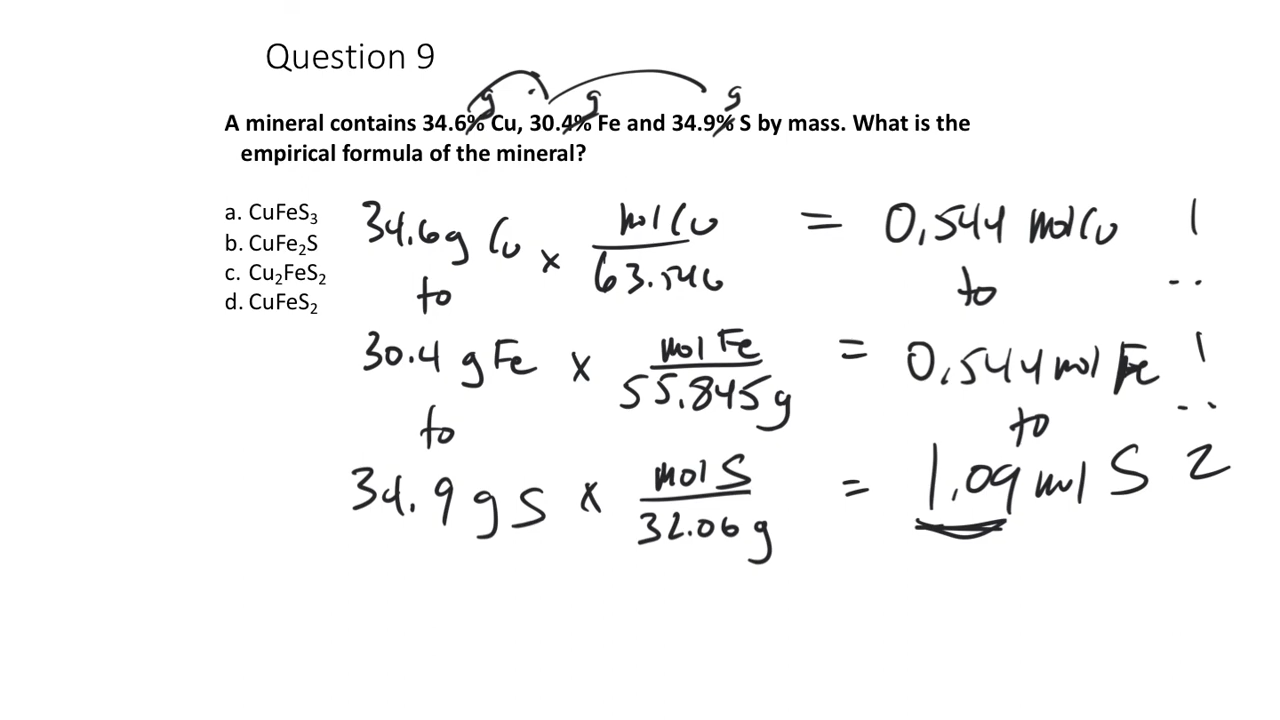 Question 9
g g g
A mineral contains 34.6% Cu, 30.4% Fe and 34.9% S by mass. What is the
empirical formula of the mineral?
a. CuFeS₃
b. CuFe₂S
c. Cu₂FeS₂
d. CuFeS₂
34.6g Cu × mol Cu / 63.546 = 0.544 mol Cu 1
to to ..
30.4 g Fe × mol Fe / 55.845 g = 0.544 mol Fe 1
to to ..
34.9 g S × mol S / 32.06 g = 1.09 mol S 2